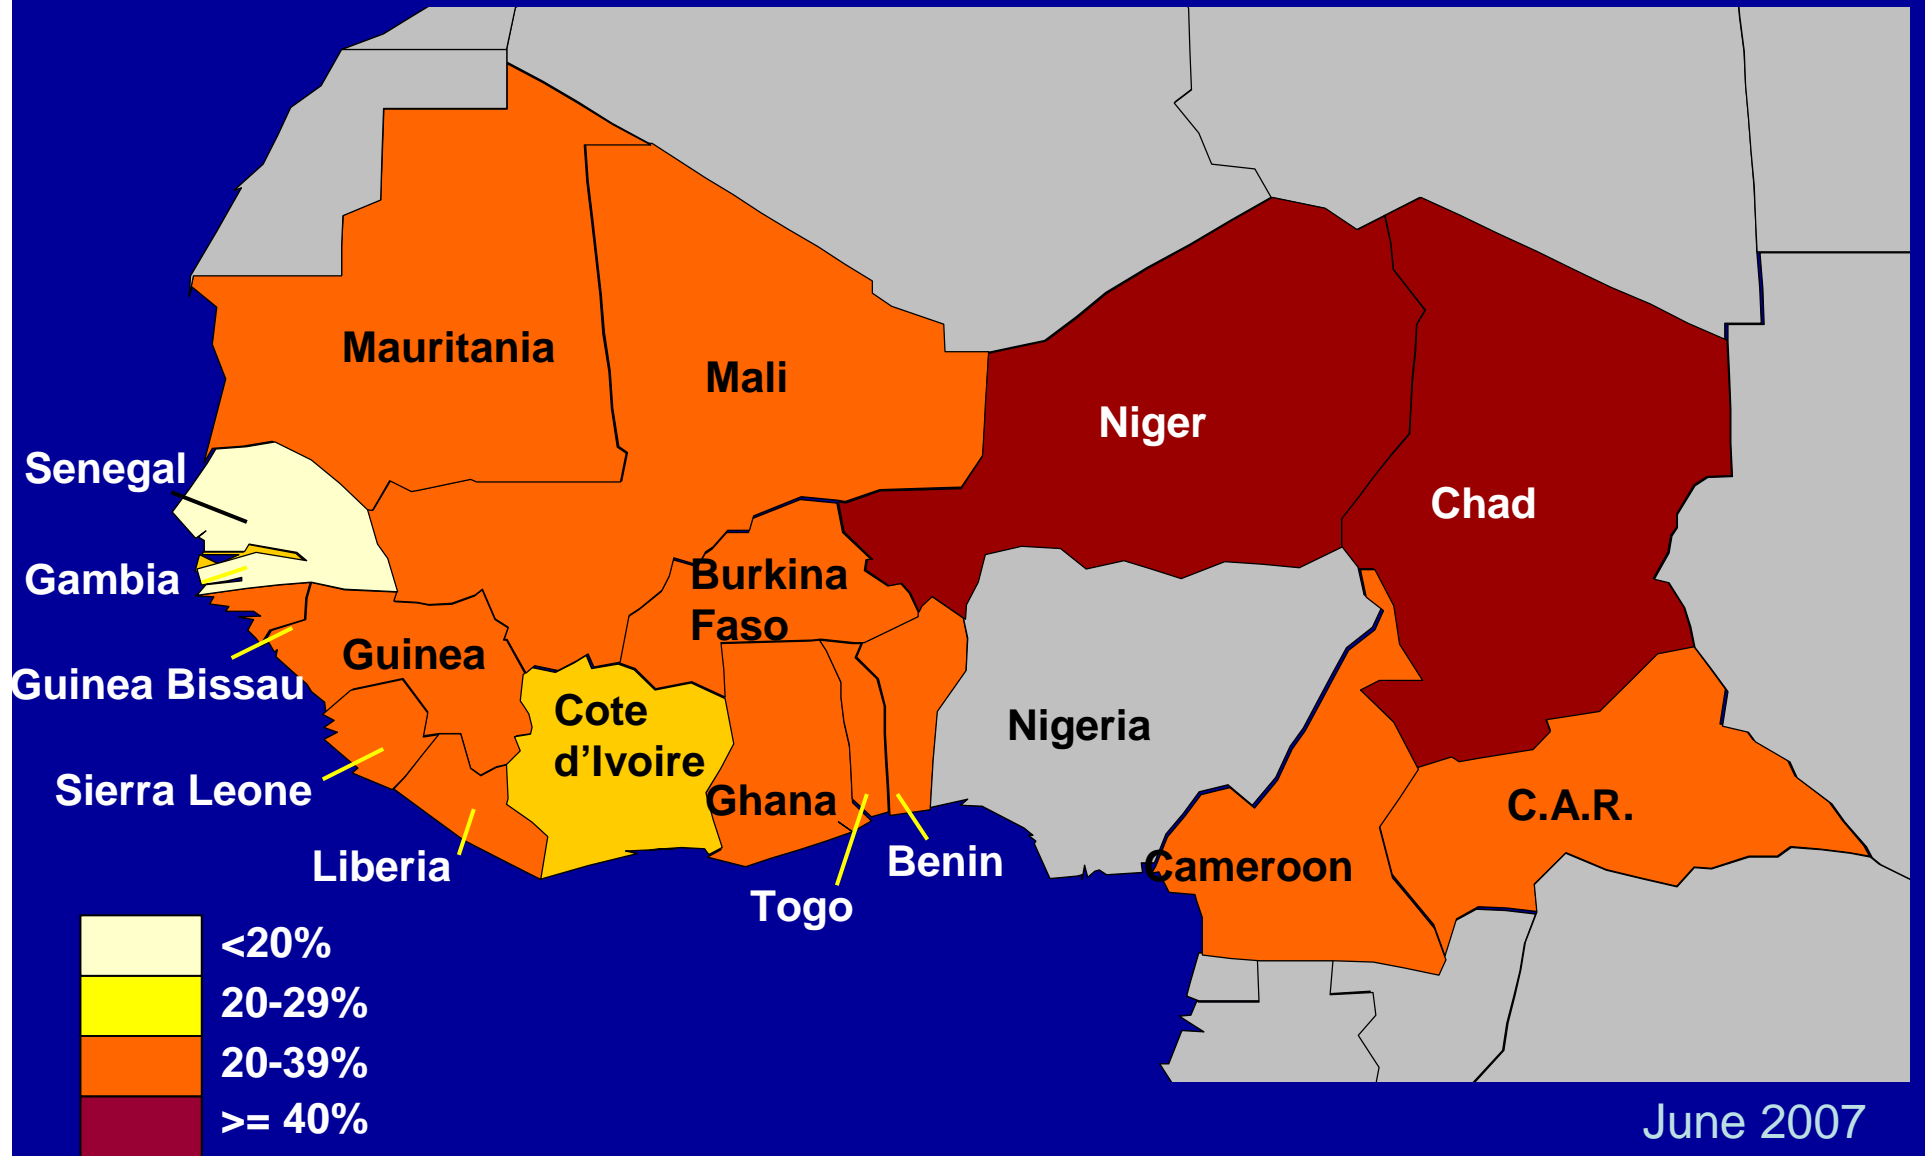 Mauritania
Mali
Niger
Senegal
Chad
Gambia
Burkina
Faso
Guinea
Guinea Bissau
Cote
d’Ivoire
Nigeria
Sierra Leone
Ghana
C.A.R.
Liberia
Benin
Cameroon
Togo
<20%
20-29%
20-39%
>= 40%
June 2007